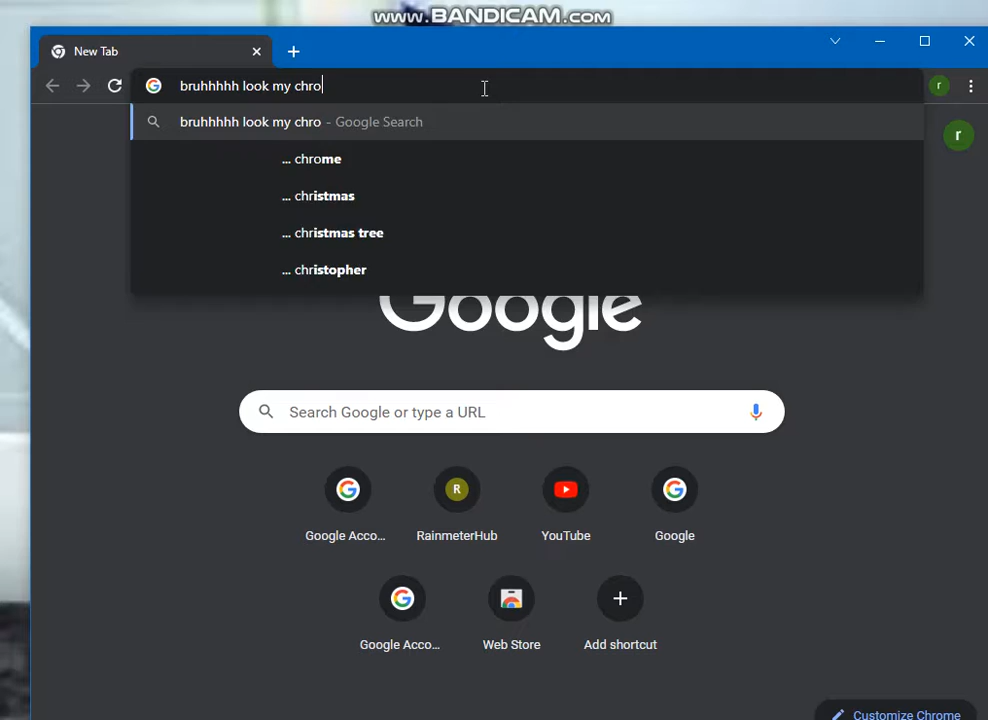 www.BANDICAM.com
New Tab
bruhhhhh look my chro
r
bruhhhhh look my chro - Google Search
r
... chrome
... christmas
... christmas tree
... christopher
Google
Search Google or type a URL
R
Google Acco...
RainmeterHub
YouTube
Google
Google Acco...
Web Store
Add shortcut
Customize Chrome